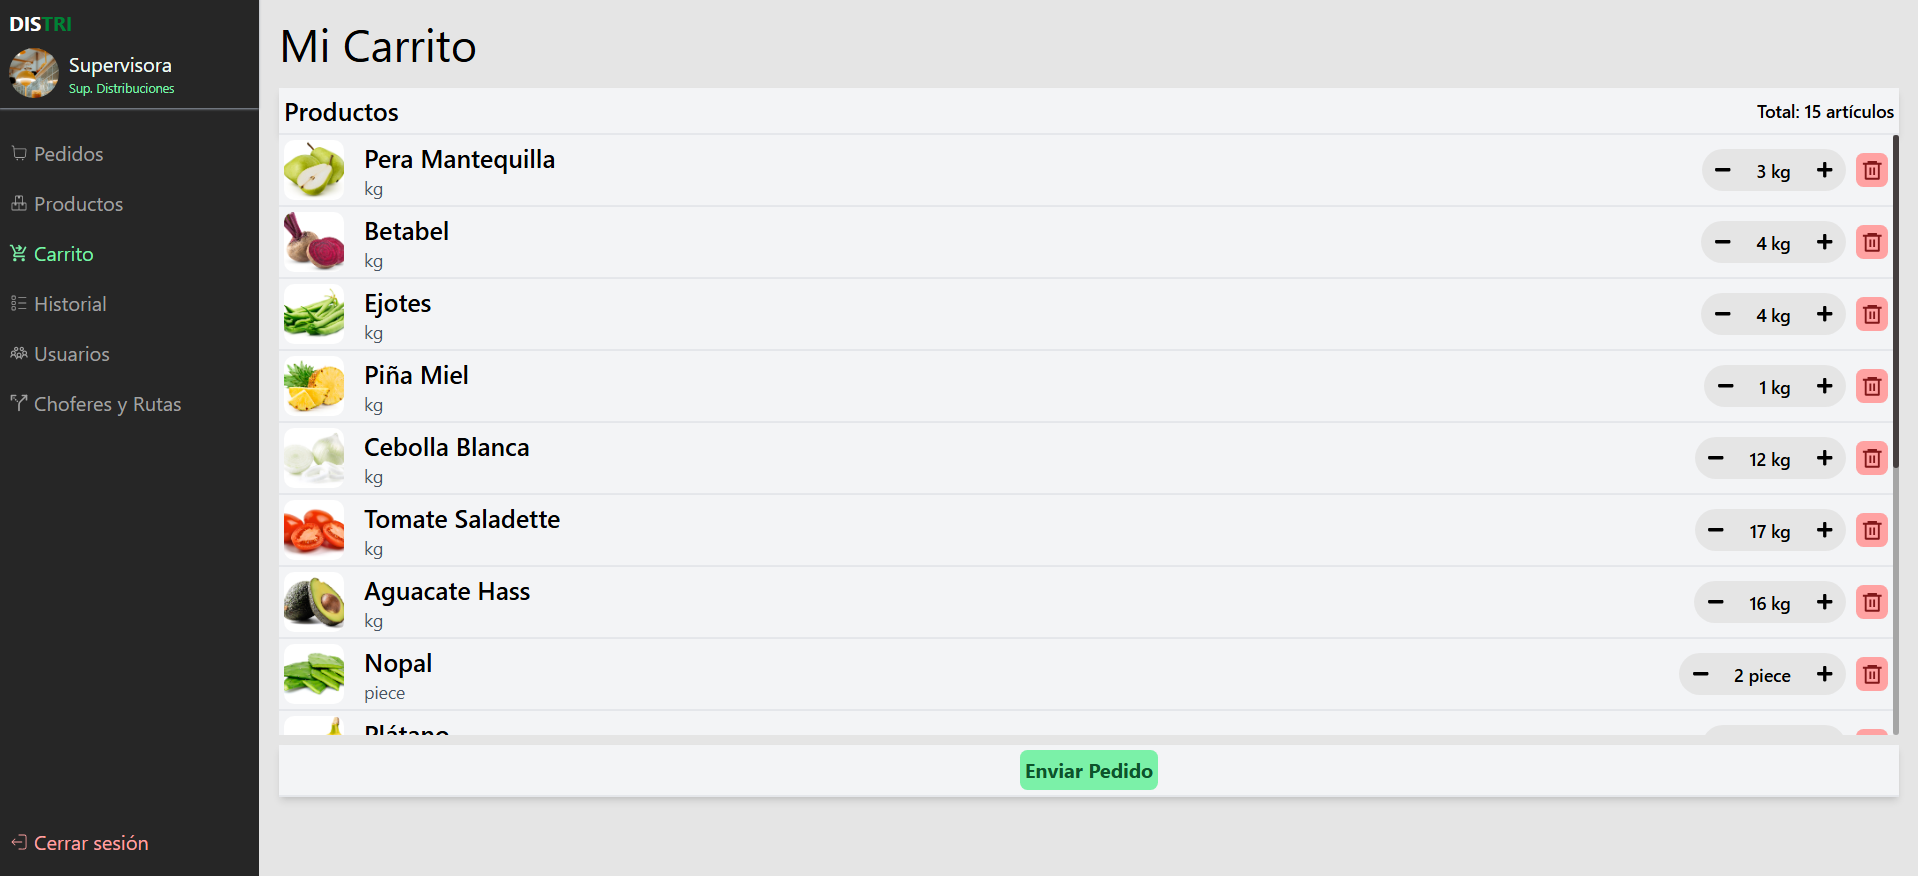 DISTRI
Supervisora
Sup. Distribuciones
Pedidos
Productos
Carrito
Historial
Usuarios
Choferes y Rutas
Cerrar sesión
Mi Carrito
Productos
Total: 15 artículos
Pera Mantequilla
kg
3 kg
Betabel
kg
4 kg
Ejotes
kg
4 kg
Piña Miel
kg
1 kg
Cebolla Blanca
kg
12 kg
Tomate Saladette
kg
17 kg
Aguacate Hass
kg
16 kg
Nopal
piece
2 piece
Plátano
Enviar Pedido